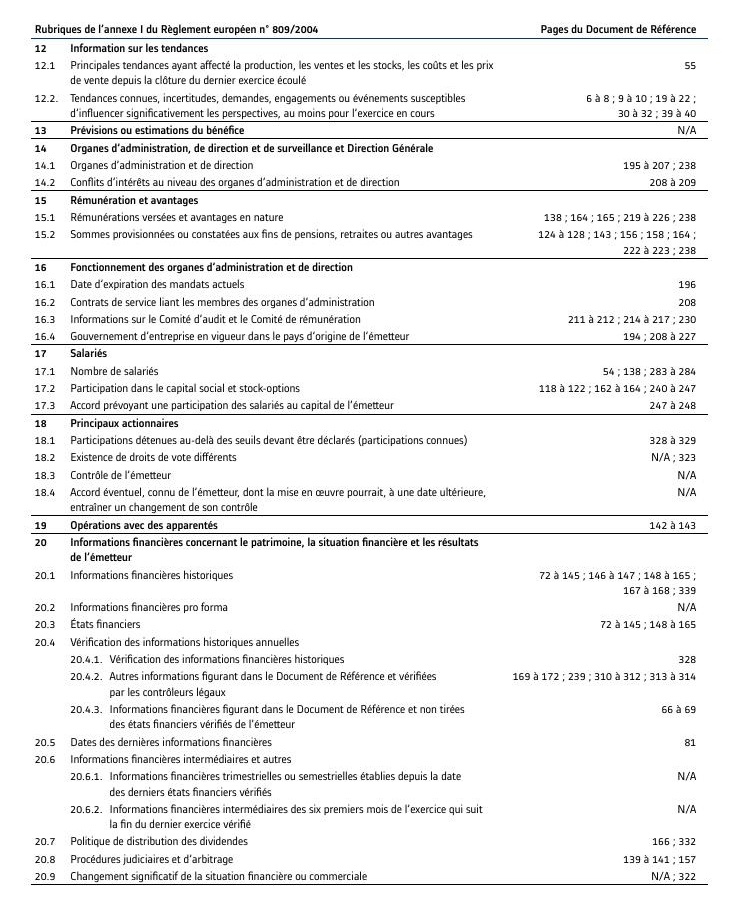 Rubriques de l'annexe I du Règlement européen n° 809/2004 Pages du Document de Référence
12 Information sur les tendances
12.1 Principales tendances ayant affecté la production, les ventes et les stocks, les coûts et les prix 55
de vente depuis la clôture du dernier exercice écoulé
12.2. Tendances connues, incertitudes, demandes, engagements ou événements susceptibles 6 à 8 ; 9 à 10 ; 19 à 22 ;
d'influencer significativement les perspectives, au moins pour l'exercice en cours 30 à 32 ; 39 à 40
13 Prévisions ou estimations du bénéfice N/A
14 Organes d'administration, de direction et de surveillance et Direction Générale
14.1 Organes d'administration et de direction 195 à 207 ; 238
14.2 Conflits d'intérêts au niveau des organes d'administration et de direction 208 à 209
15 Rémunération et avantages
15.1 Rémunérations versées et avantages en nature 138 ; 164 ; 165 ; 219 à 226 ; 238
15.2 Sommes provisionnées ou constatées aux fins de pensions, retraites ou autres avantages 124 à 128 ; 143 ; 156 ; 158 ; 164 ;
222 à 223 ; 238
16 Fonctionnement des organes d'administration et de direction
16.1 Date d'expiration des mandats actuels 196
16.2 Contrats de service liant les membres des organes d'administration 208
16.3 Informations sur le Comité d'audit et le Comité de rémunération 211 à 212 ; 214 à 217 ; 230
16.4 Gouvernement d'entreprise en vigueur dans le pays d'origine de l'émetteur 194 ; 208 à 227
17 Salariés
17.1 Nombre de salariés 54 ; 138 ; 283 à 284
17.2 Participation dans le capital social et stock-options 118 à 122 ; 162 à 164 ; 240 à 247
17.3 Accord prévoyant une participation des salariés au capital de l'émetteur 247 à 248
18 Principaux actionnaires
18.1 Participations détenues au-delà des seuils devant être déclarés (participations connues) 328 à 329
18.2 Existence de droits de vote différents N/A ; 323
18.3 Contrôle de l'émetteur N/A
18.4 Accord éventuel, connu de l'émetteur, dont la mise en œuvre pourrait, à une date ultérieure, N/A
entraîner un changement de son contrôle
19 Opérations avec des apparentés 142 à 143
20 Informations financières concernant le patrimoine, la situation financière et les résultats
de l'émetteur
20.1 Informations financières historiques 72 à 145 ; 146 à 147 ; 148 à 165 ;
167 à 168 ; 339
20.2 Informations financières pro forma N/A
20.3 États financiers 72 à 145 ; 148 à 165
20.4 Vérification des informations historiques annuelles
20.4.1. Vérification des informations financières historiques 328
20.4.2. Autres informations figurant dans le Document de Référence et vérifiées 169 à 172 ; 239 ; 310 à 312 ; 313 à 314
par les contrôleurs légaux
20.4.3. Informations financières figurant dans le Document de Référence et non tirées 66 à 69
des états financiers vérifiés de l'émetteur
20.5 Dates des dernières informations financières 81
20.6 Informations financières intermédiaires et autres
20.6.1. Informations financières trimestrielles ou semestrielles établies depuis la date N/A
des derniers états financiers vérifiés
20.6.2. Informations financières intermédiaires des six premiers mois de l'exercice qui suit N/A
la fin du dernier exercice vérifié
20.7 Politique de distribution des dividendes 166 ; 332
20.8 Procédures judiciaires et d'arbitrage 139 à 141 ; 157
20.9 Changement significatif de la situation financière ou commerciale N/A ; 322